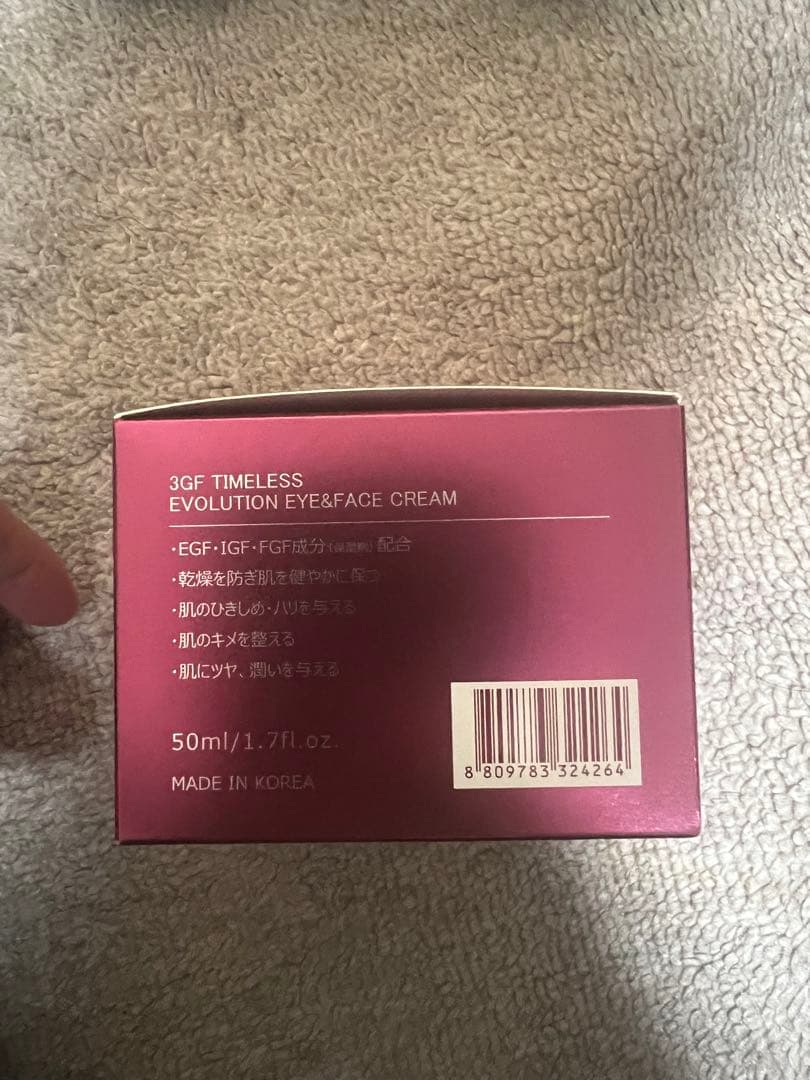 3GF TIMELESS
EVOLUTION EYE&FACE CREAM
・EGF・IGF・FGF成分(保湿剤)配合
・乾燥を防ぎ肌を健やかに保つ
・肌のひきしめ・ハリを与える
・肌のキメを整える
・肌にツヤ、潤いを与える
50ml/1.7fl.oz.
MADE IN KOREA
8 809783 324264